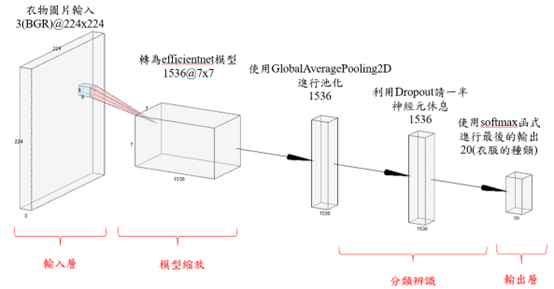 衣物圖片輸入
3(BGR)@224x224
轉為efficientnet模型
1536@7x7
使用GlobalAveragePooling2D
進行池化
1536
利用Dropout請一半
神經元休息
1536
使用softmax函式
進行最後的輸出
20(衣服的種類)
224
224
3
7
7
1536
1536
1536
20
輸入層
模型縮放
分類辨識
輸出層